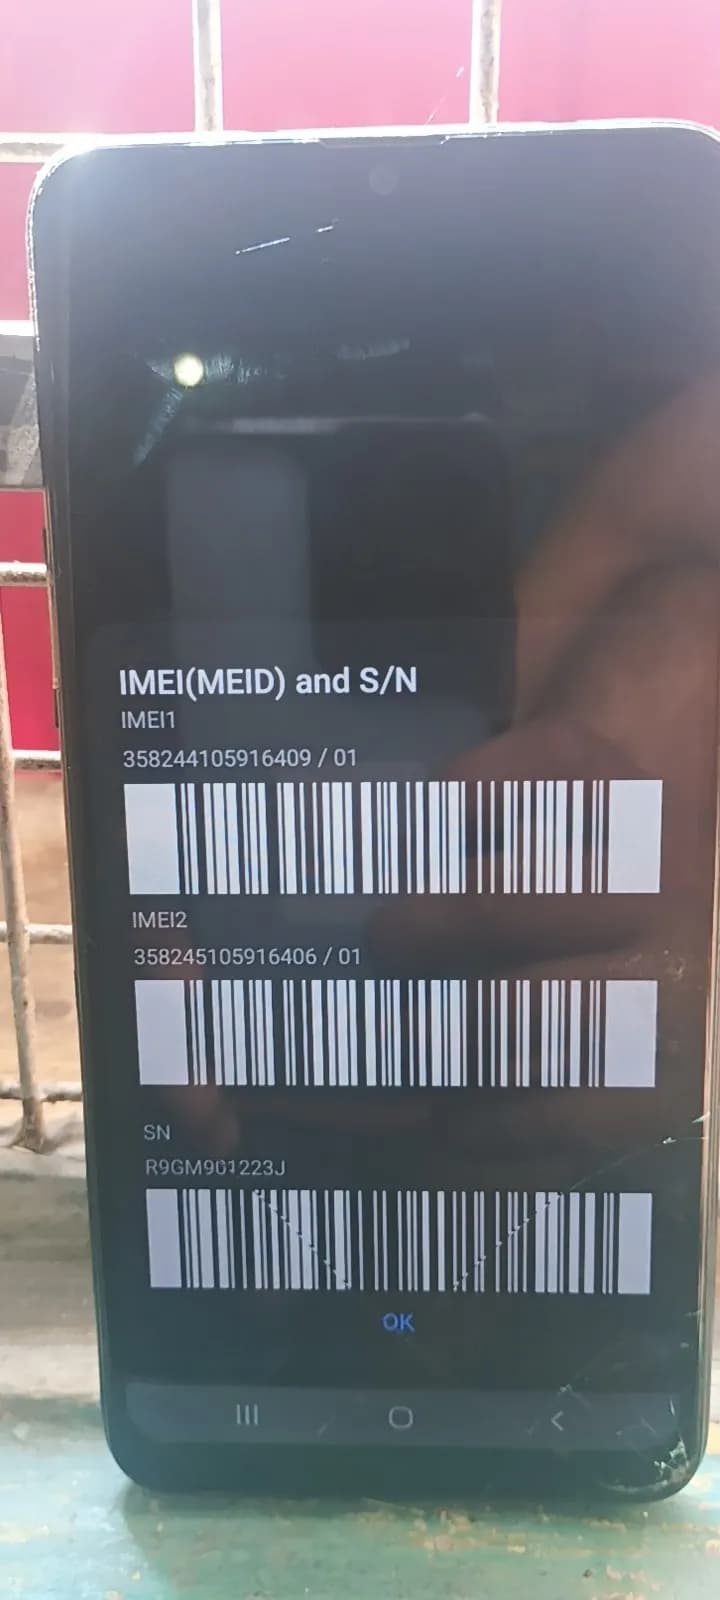 IMEI(MEID) and S/N
IMEI1
358244105916409 / 01
IMEI2
358245105916406 / 01
SN
R9GM901223J
OK